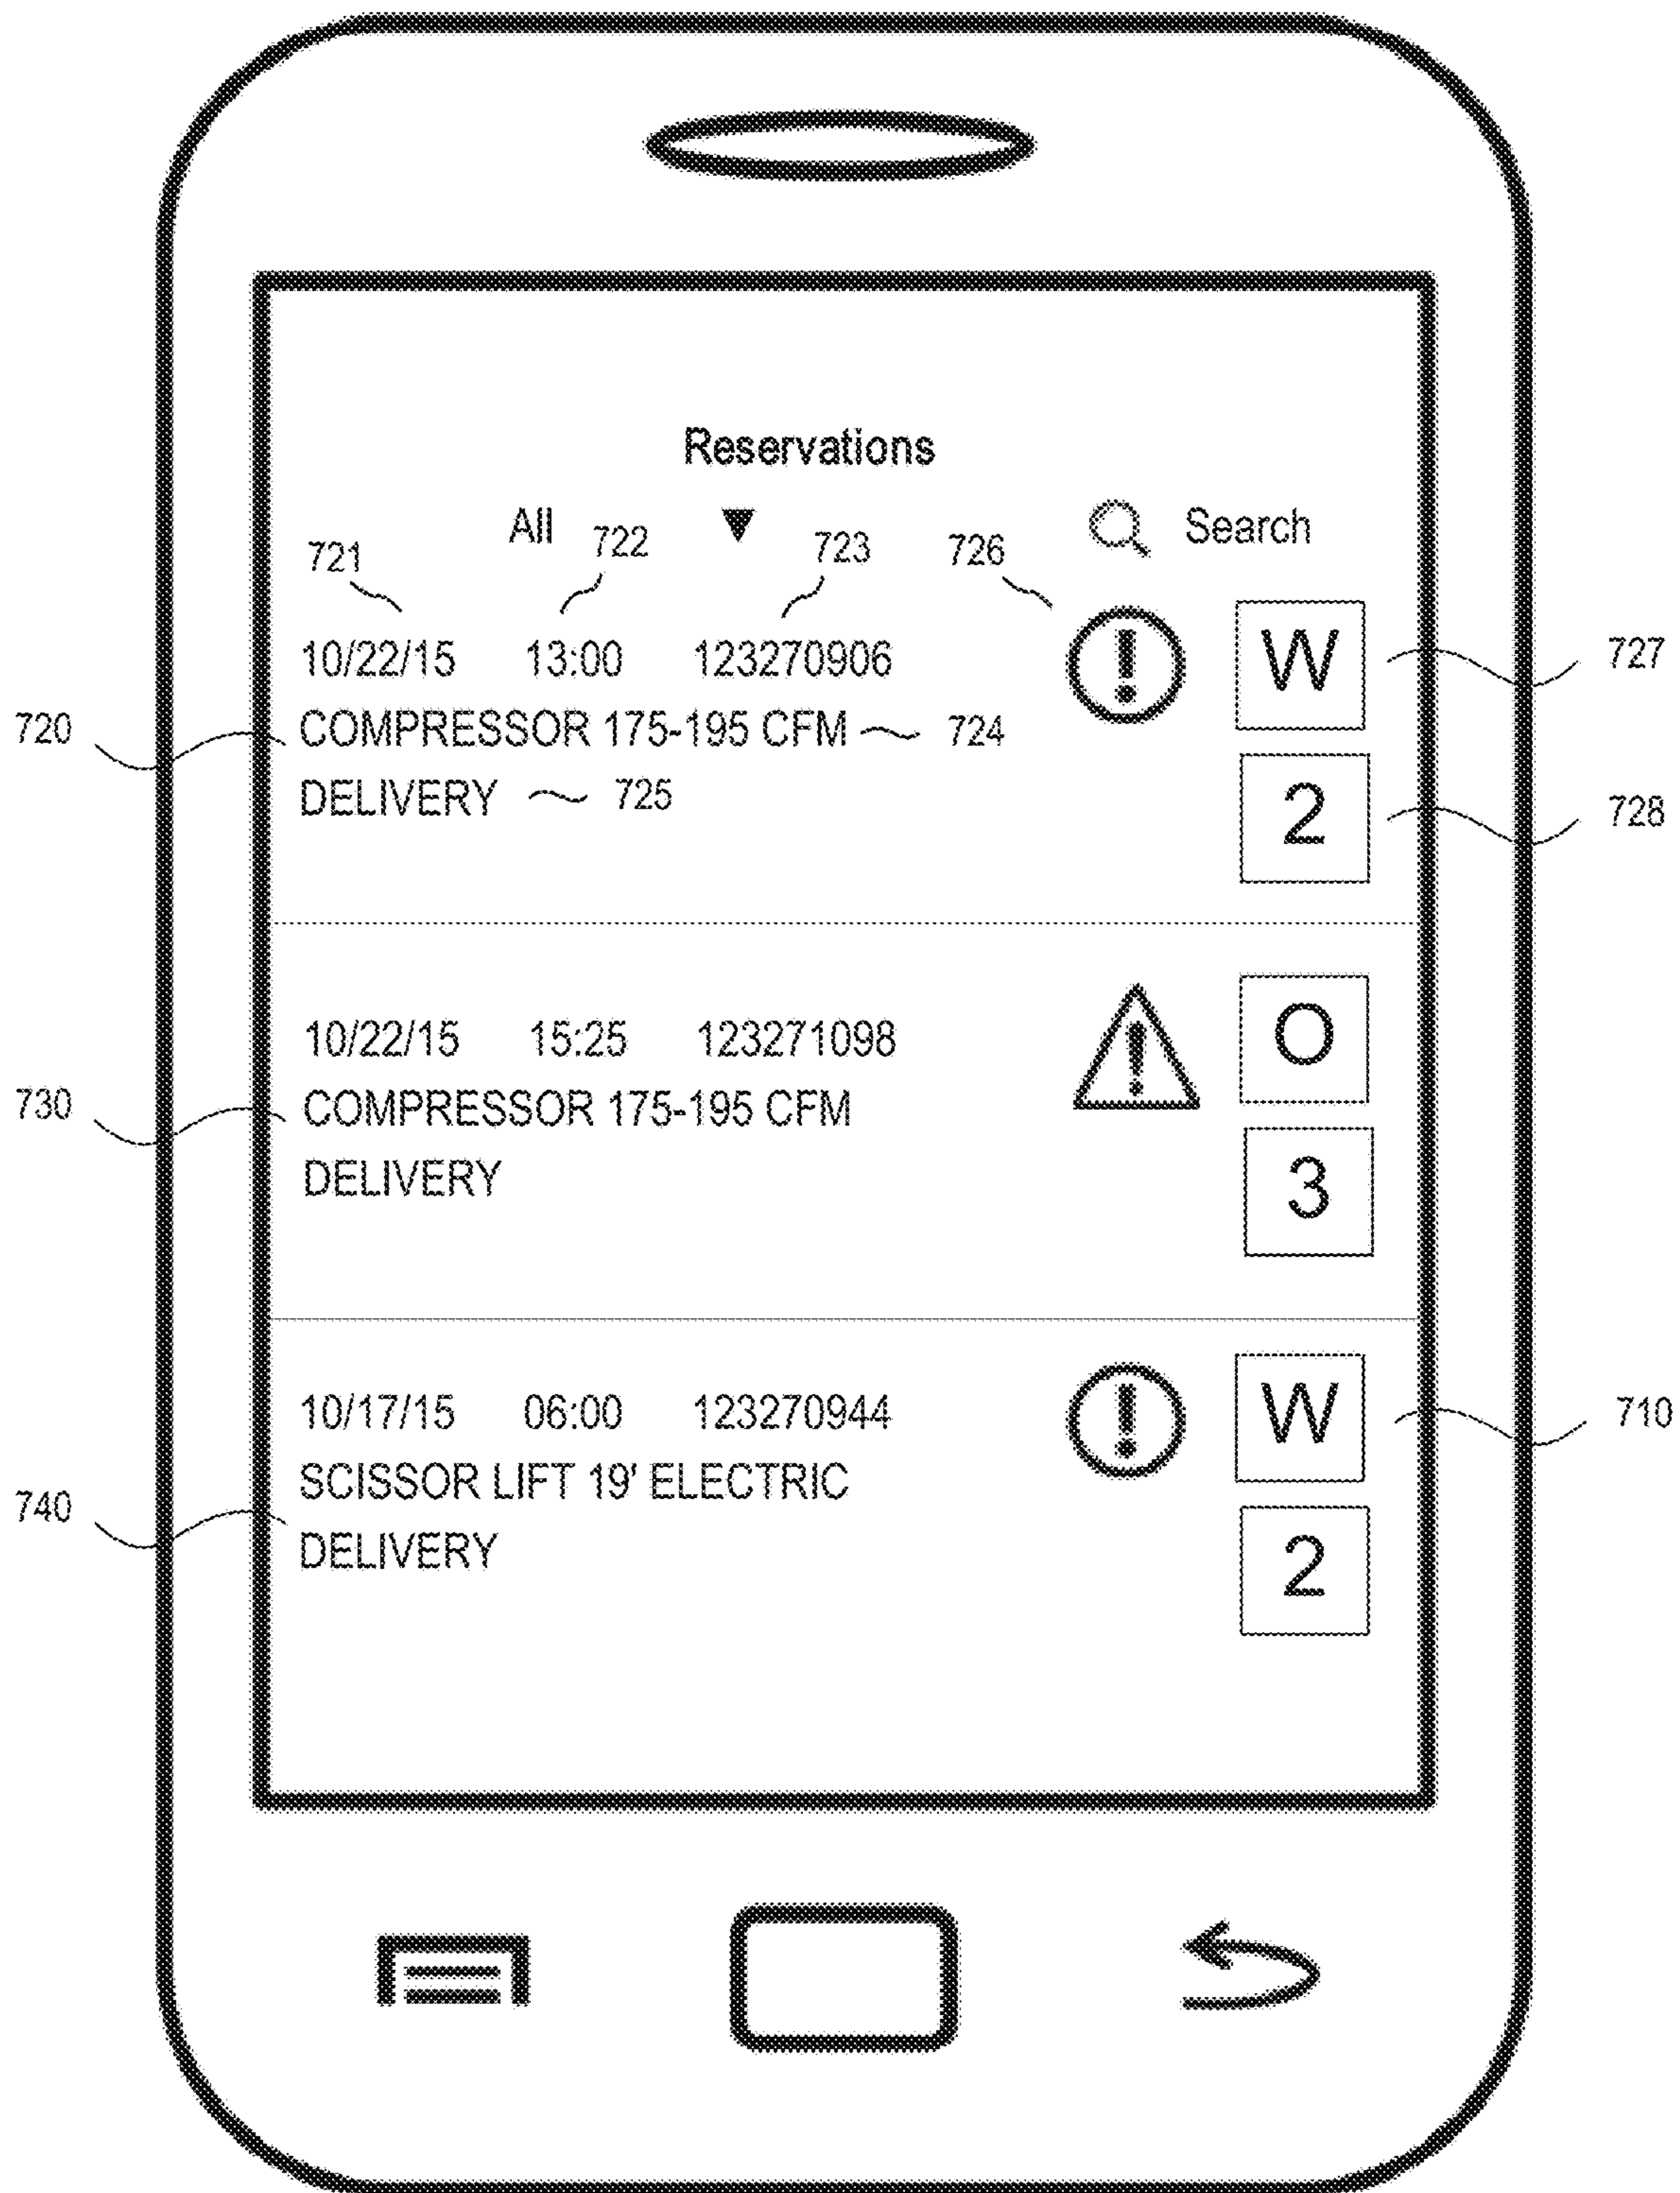 Reservations
All ▼ Search
721 722 723 726
10/22/15 13:00 123270906 ! W 727
720 COMPRESSOR 175-195 CFM 724
DELIVERY 725 2 728
10/22/15 15:25 123271098 ! O
730 COMPRESSOR 175-195 CFM
DELIVERY 3
10/17/15 06:00 123270944 ! W 710
SCISSOR LIFT 19' ELECTRIC
740 DELIVERY 2